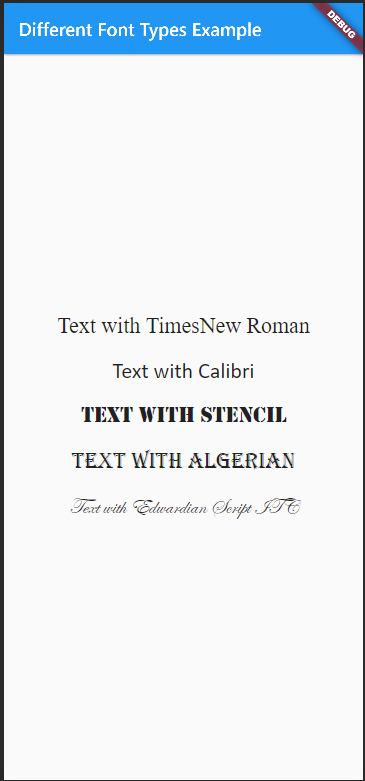 Different Font Types Example
DEBUG
Text with TimesNew Roman
Text with Calibri
TEXT WITH STENCIL
TEXT WITH ALGERIAN
Text with Edwardian Script ITC